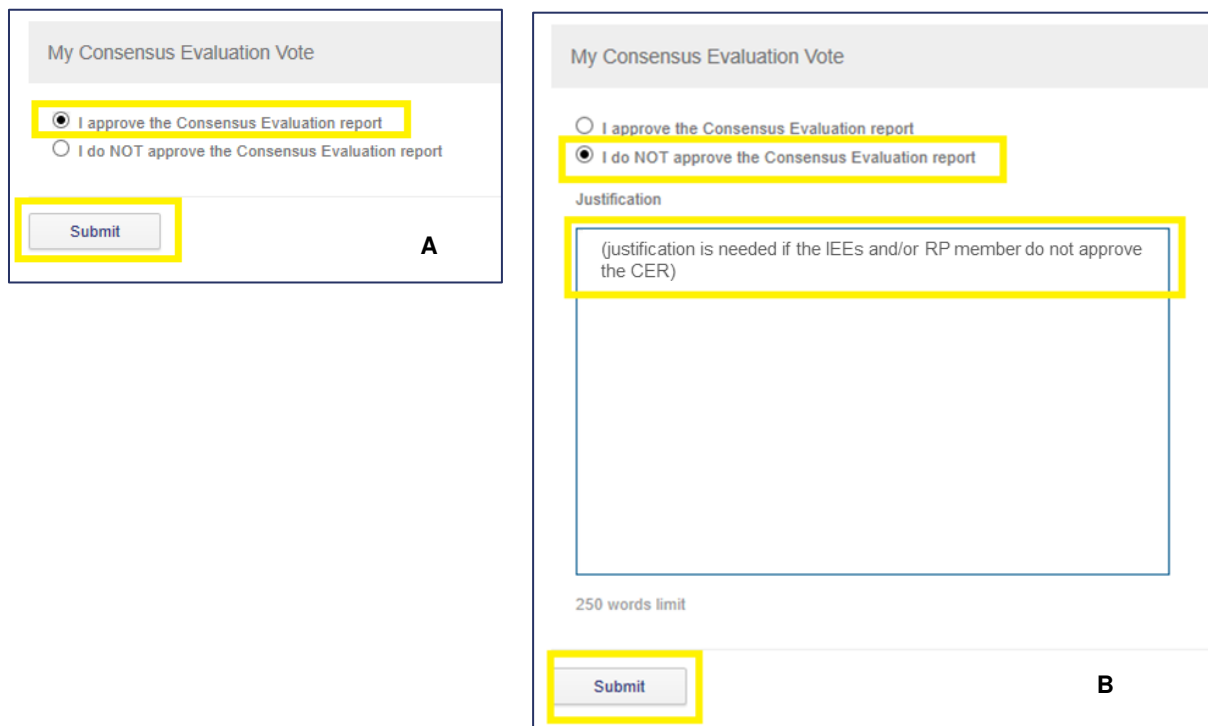 My Consensus Evaluation Vote
I approve the Consensus Evaluation report
I do NOT approve the Consensus Evaluation report
Submit
A
My Consensus Evaluation Vote
I approve the Consensus Evaluation report
I do NOT approve the Consensus Evaluation report
Justification
(justification is needed if the IEEs and/or RP member do not approve
the CER)
250 words limit
Submit
B